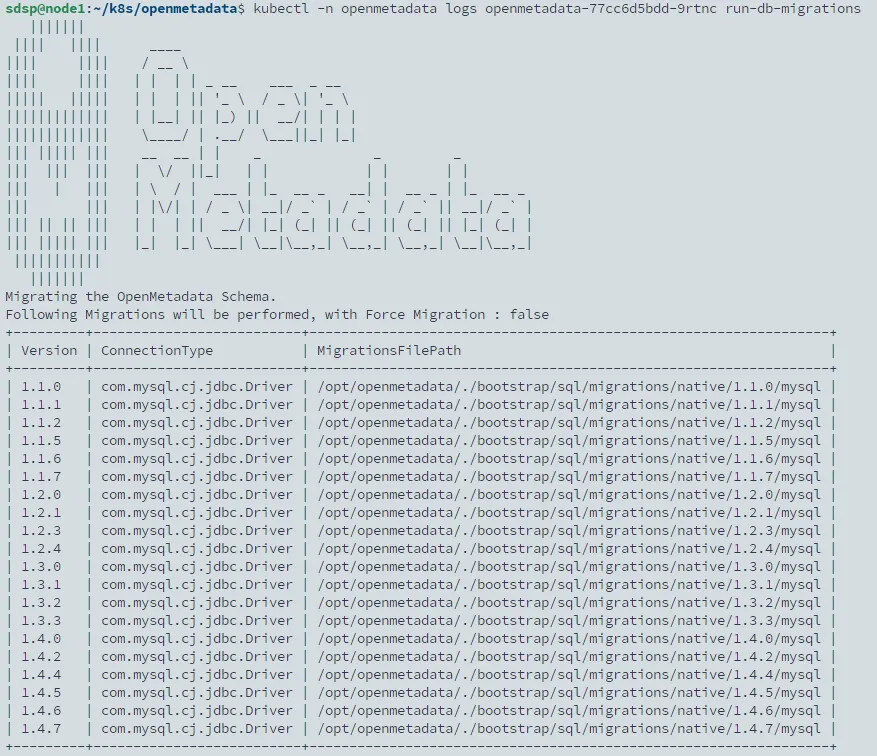 sdsp@node1:~/k8s/openmetadata$ kubectl -n openmetadata logs openmetadata-77cc6d5bdd-9rtnc run-db-migrations
Open
Metadata
Migrating the OpenMetadata Schema.
Following Migrations will be performed, with Force Migration : false
| Version | ConnectionType | MigrationsFilePath |
| 1.1.0 | com.mysql.cj.jdbc.Driver | /opt/openmetadata/./bootstrap/sql/migrations/native/1.1.0/mysql |
| 1.1.1 | com.mysql.cj.jdbc.Driver | /opt/openmetadata/./bootstrap/sql/migrations/native/1.1.1/mysql |
| 1.1.2 | com.mysql.cj.jdbc.Driver | /opt/openmetadata/./bootstrap/sql/migrations/native/1.1.2/mysql |
| 1.1.5 | com.mysql.cj.jdbc.Driver | /opt/openmetadata/./bootstrap/sql/migrations/native/1.1.5/mysql |
| 1.1.6 | com.mysql.cj.jdbc.Driver | /opt/openmetadata/./bootstrap/sql/migrations/native/1.1.6/mysql |
| 1.1.7 | com.mysql.cj.jdbc.Driver | /opt/openmetadata/./bootstrap/sql/migrations/native/1.1.7/mysql |
| 1.2.0 | com.mysql.cj.jdbc.Driver | /opt/openmetadata/./bootstrap/sql/migrations/native/1.2.0/mysql |
| 1.2.1 | com.mysql.cj.jdbc.Driver | /opt/openmetadata/./bootstrap/sql/migrations/native/1.2.1/mysql |
| 1.2.3 | com.mysql.cj.jdbc.Driver | /opt/openmetadata/./bootstrap/sql/migrations/native/1.2.3/mysql |
| 1.2.4 | com.mysql.cj.jdbc.Driver | /opt/openmetadata/./bootstrap/sql/migrations/native/1.2.4/mysql |
| 1.3.0 | com.mysql.cj.jdbc.Driver | /opt/openmetadata/./bootstrap/sql/migrations/native/1.3.0/mysql |
| 1.3.1 | com.mysql.cj.jdbc.Driver | /opt/openmetadata/./bootstrap/sql/migrations/native/1.3.1/mysql |
| 1.3.2 | com.mysql.cj.jdbc.Driver | /opt/openmetadata/./bootstrap/sql/migrations/native/1.3.2/mysql |
| 1.3.3 | com.mysql.cj.jdbc.Driver | /opt/openmetadata/./bootstrap/sql/migrations/native/1.3.3/mysql |
| 1.4.0 | com.mysql.cj.jdbc.Driver | /opt/openmetadata/./bootstrap/sql/migrations/native/1.4.0/mysql |
| 1.4.2 | com.mysql.cj.jdbc.Driver | /opt/openmetadata/./bootstrap/sql/migrations/native/1.4.2/mysql |
| 1.4.4 | com.mysql.cj.jdbc.Driver | /opt/openmetadata/./bootstrap/sql/migrations/native/1.4.4/mysql |
| 1.4.5 | com.mysql.cj.jdbc.Driver | /opt/openmetadata/./bootstrap/sql/migrations/native/1.4.5/mysql |
| 1.4.6 | com.mysql.cj.jdbc.Driver | /opt/openmetadata/./bootstrap/sql/migrations/native/1.4.6/mysql |
| 1.4.7 | com.mysql.cj.jdbc.Driver | /opt/openmetadata/./bootstrap/sql/migrations/native/1.4.7/mysql |